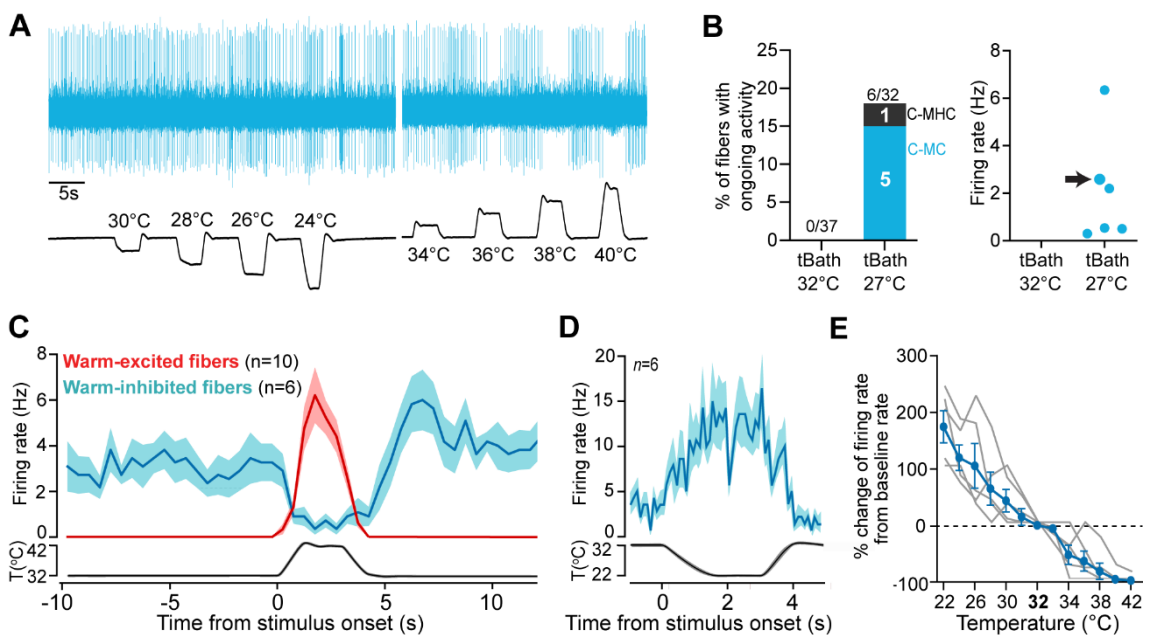 A
5s
30°C
28°C
26°C
24°C
34°C
36°C
38°C
40°C
B
% of fibers with
ongoing activity
25
20
15
10
5
0
0/37
6/32
1
5
C-MHC
C-MC
tBath
32°C
tBath
27°C
Firing rate (Hz)
8
6
4
2
0
tBath
32°C
tBath
27°C
C
Warm-excited fibers (n=10)
Warm-inhibited fibers (n=6)
Firing rate (Hz)
8
6
4
2
0
T(°C)
42
32
-10
-5
0
5
10
Time from stimulus onset (s)
D
n=6
Firing rate (Hz)
20
15
10
5
0
T(°C)
32
22
0
2
4
Time from stimulus onset (s)
E
% change of firing rate
from baseline rate
300
200
100
0
-100
22
26
30
32
34
38
42
Temperature (°C)